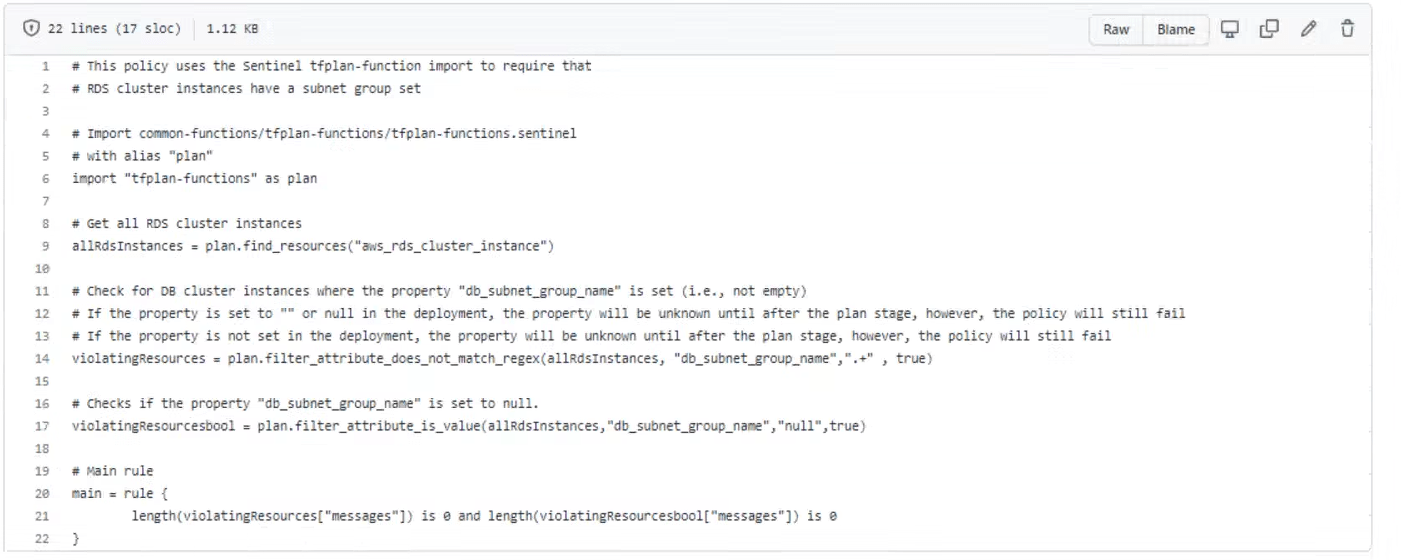 22 lines (17 sloc) 1.12 KB Raw Blame
1 # This policy uses the Sentinel tfplan-function import to require that
2 # RDS cluster instances have a subnet group set
3
4 # Import common-functions/tfplan-functions/tfplan-functions.sentinel
5 # with alias "plan"
6 import "tfplan-functions" as plan
7
8 # Get all RDS cluster instances
9 allRdsInstances = plan.find_resources("aws_rds_cluster_instance")
10
11 # Check for DB cluster instances where the property "db_subnet_group_name" is set (i.e., not empty)
12 # If the property is set to "" or null in the deployment, the property will be unknown until after the plan stage, however, the policy will still fail
13 # If the property is not set in the deployment, the property will be unknown until after the plan stage, however, the policy will still fail
14 violatingResources = plan.filter_attribute_does_not_match_regex(allRdsInstances, "db_subnet_group_name",".+" , true)
15
16 # Checks if the property "db_subnet_group_name" is set to null.
17 violatingResourcesbool = plan.filter_attribute_is_value(allRdsInstances,"db_subnet_group_name","null",true)
18
19 # Main rule
20 main = rule {
21 length(violatingResources["messages"]) is 0 and length(violatingResourcesbool["messages"]) is 0
22 }